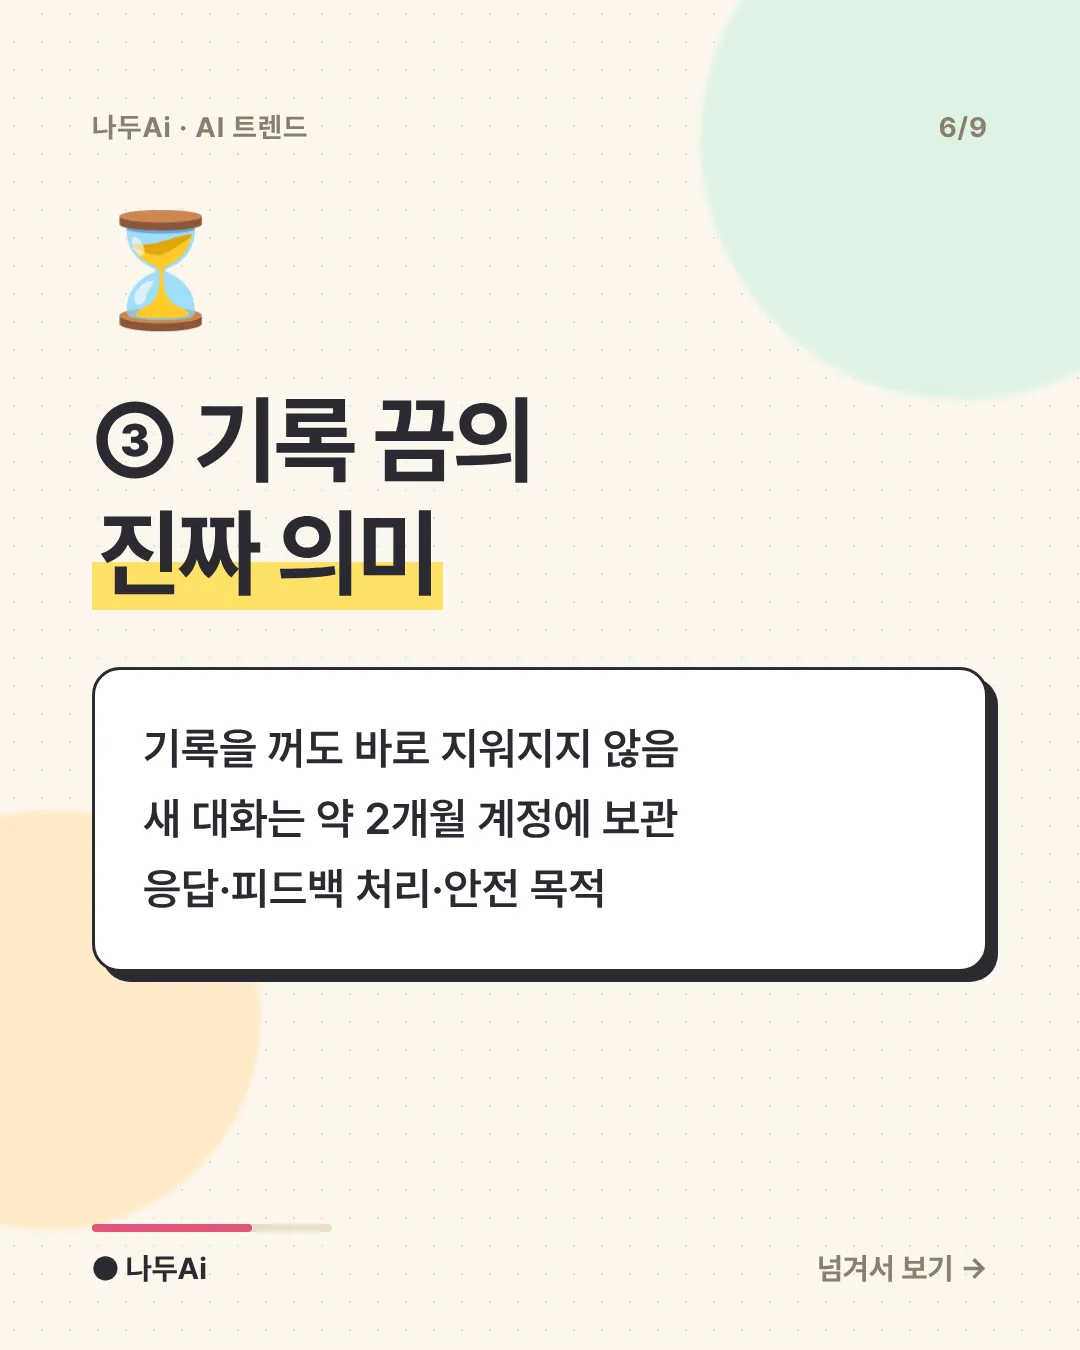 나두Ai · AI 트렌드
6/9
③ 기록 끔의
진짜 의미
기록을 꺼도 바로 지워지지 않음
새 대화는 약 2개월 계정에 보관
응답·피드백 처리·안전 목적
나두Ai
넘겨서 보기 →